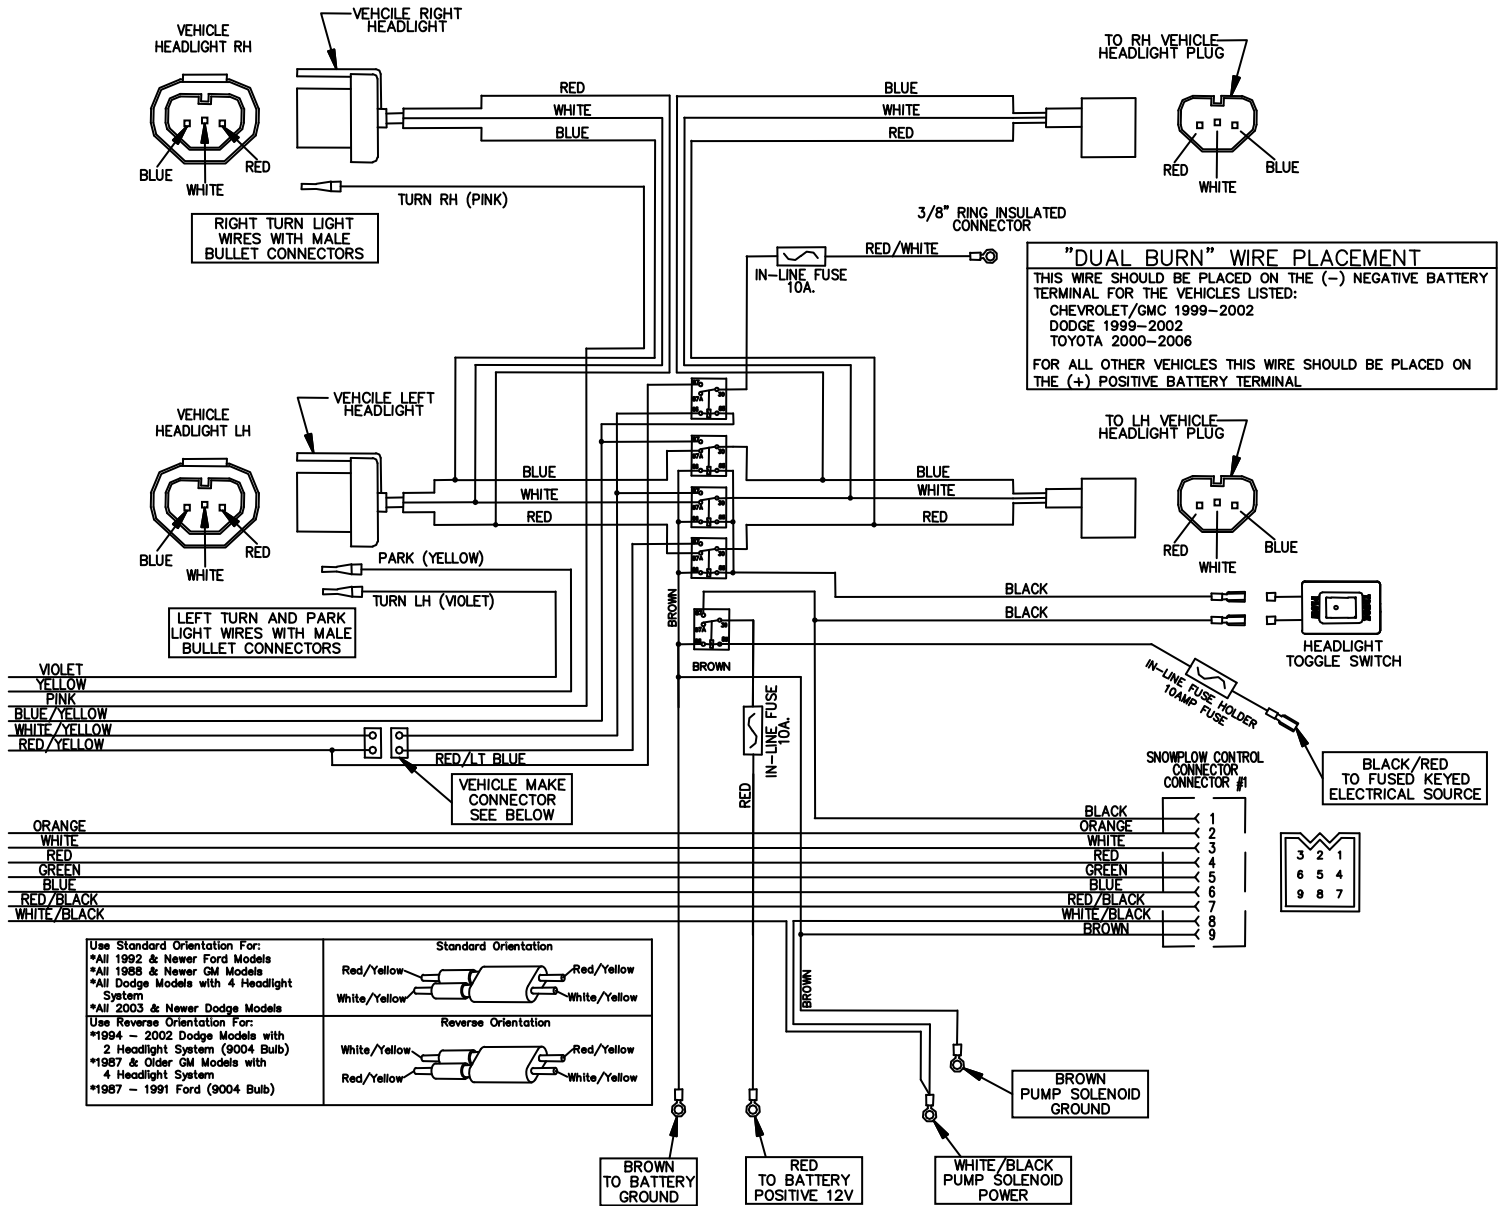 VEHICLE
HEADLIGHT RH
VEHCILE RIGHT
HEADLIGHT
BLUE
WHITE
RED
RED
WHITE
BLUE
TURN RH (PINK)
RIGHT TURN LIGHT
WIRES WITH MALE
BULLET CONNECTORS
BLUE
WHITE
RED
TO RH VEHICLE
HEADLIGHT PLUG
RED
WHITE
BLUE
3/8" RING INSULATED
CONNECTOR
RED/WHITE
IN-LINE FUSE
10A.
"DUAL BURN" WIRE PLACEMENT
THIS WIRE SHOULD BE PLACED ON THE (-) NEGATIVE BATTERY
TERMINAL FOR THE VEHICLES LISTED:
CHEVROLET/GMC 1999-2002
DODGE 1999-2002
TOYOTA 2000-2006
FOR ALL OTHER VEHICLES THIS WIRE SHOULD BE PLACED ON
THE (+) POSITIVE BATTERY TERMINAL
VEHICLE
HEADLIGHT LH
VEHCILE LEFT
HEADLIGHT
BLUE
WHITE
RED
BLUE
WHITE
RED
PARK (YELLOW)
TURN LH (VIOLET)
LEFT TURN AND PARK
LIGHT WIRES WITH MALE
BULLET CONNECTORS
BLUE
WHITE
RED
TO LH VEHICLE
HEADLIGHT PLUG
RED
WHITE
BLUE
BROWN
BROWN
BLACK
BLACK
HEADLIGHT
TOGGLE SWITCH
IN-LINE FUSE HOLDER
10AMP FUSE
BLACK/RED
TO FUSED KEYED
ELECTRICAL SOURCE
VIOLET
YELLOW
PINK
BLUE/YELLOW
WHITE/YELLOW
RED/YELLOW
RED/LT BLUE
VEHICLE MAKE
CONNECTOR
SEE BELOW
IN-LINE FUSE
10A.
RED
SNOWPLOW CONTROL
CONNECTOR
CONNECTOR #1
ORANGE
WHITE
RED
GREEN
BLUE
RED/BLACK
WHITE/BLACK
BLACK 1
ORANGE 2
WHITE 3
RED 4
GREEN 5
BLUE 6
RED/BLACK 7
WHITE/BLACK 8
BROWN 9
3 2 1
6 5 4
9 8 7
Use Standard Orientation For:
*All 1992 & Newer Ford Models
*All 1988 & Newer GM Models
*All Dodge Models with 4 Headlight
System
*All 2003 & Newer Dodge Models
Standard Orientation
Red/Yellow
White/Yellow
Red/Yellow
White/Yellow
Use Reverse Orientation For:
*1994 - 2002 Dodge Models with
2 Headlight System (9004 Bulb)
*1987 & Older GM Models with
4 Headlight System
*1987 - 1991 Ford (9004 Bulb)
Reverse Orientation
White/Yellow
Red/Yellow
Red/Yellow
White/Yellow
BROWN
BROWN
PUMP SOLENOID
GROUND
BROWN
TO BATTERY
GROUND
RED
TO BATTERY
POSITIVE 12V
WHITE/BLACK
PUMP SOLENOID
POWER